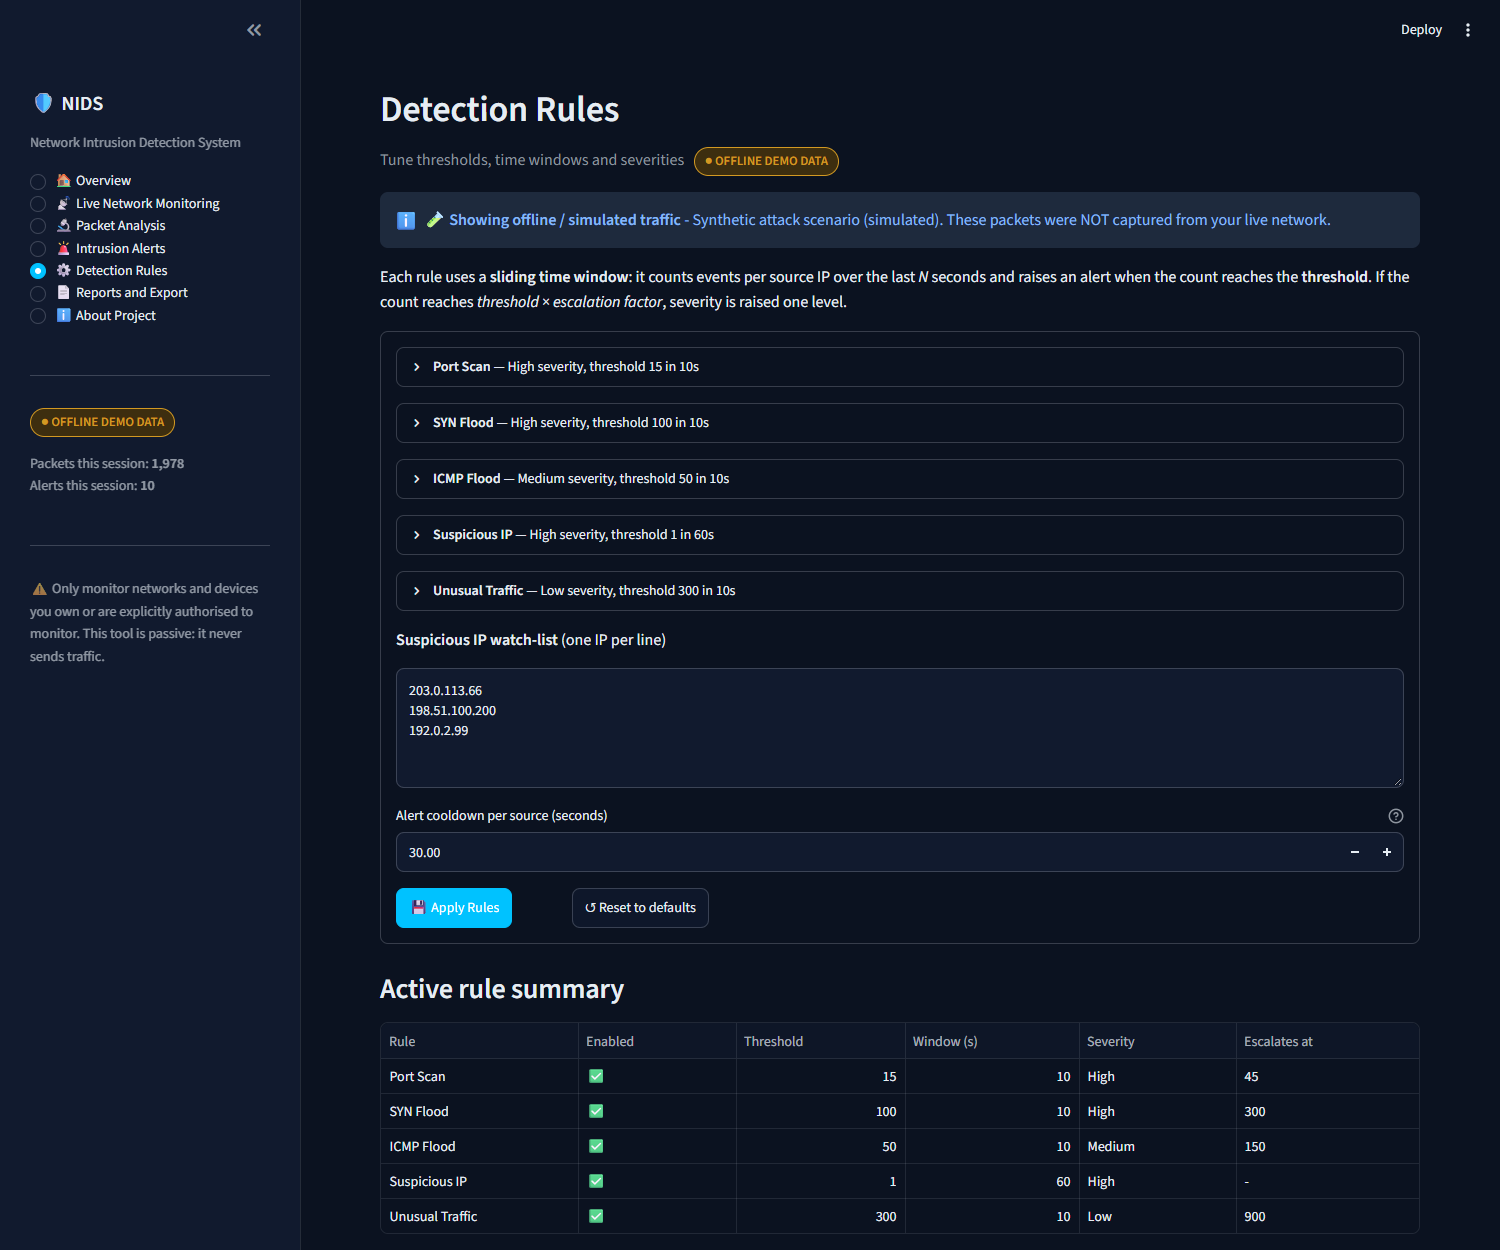 NIDS
Network Intrusion Detection System
Overview
Live Network Monitoring
Packet Analysis
Intrusion Alerts
Detection Rules
Reports and Export
About Project
OFFLINE DEMO DATA
Packets this session: 1,978
Alerts this session: 10
Only monitor networks and devices
you own or are explicitly authorised to
monitor. This tool is passive: it never
sends traffic.
Deploy
Detection Rules
Tune thresholds, time windows and severities OFFLINE DEMO DATA
Showing offline / simulated traffic - Synthetic attack scenario (simulated). These packets were NOT captured from your live network.
Each rule uses a sliding time window: it counts events per source IP over the last N seconds and raises an alert when the count reaches the threshold. If the
count reaches threshold × escalation factor, severity is raised one level.
Port Scan — High severity, threshold 15 in 10s
SYN Flood — High severity, threshold 100 in 10s
ICMP Flood — Medium severity, threshold 50 in 10s
Suspicious IP — High severity, threshold 1 in 60s
Unusual Traffic — Low severity, threshold 300 in 10s
Suspicious IP watch-list (one IP per line)
203.0.113.66
198.51.100.200
192.0.2.99
Alert cooldown per source (seconds)
30.00
Apply Rules ↺ Reset to defaults
Active rule summary
Rule Enabled Threshold Window (s) Severity Escalates at
Port Scan ✅ 15 10 High 45
SYN Flood ✅ 100 10 High 300
ICMP Flood ✅ 50 10 Medium 150
Suspicious IP ✅ 1 60 High -
Unusual Traffic ✅ 300 10 Low 900